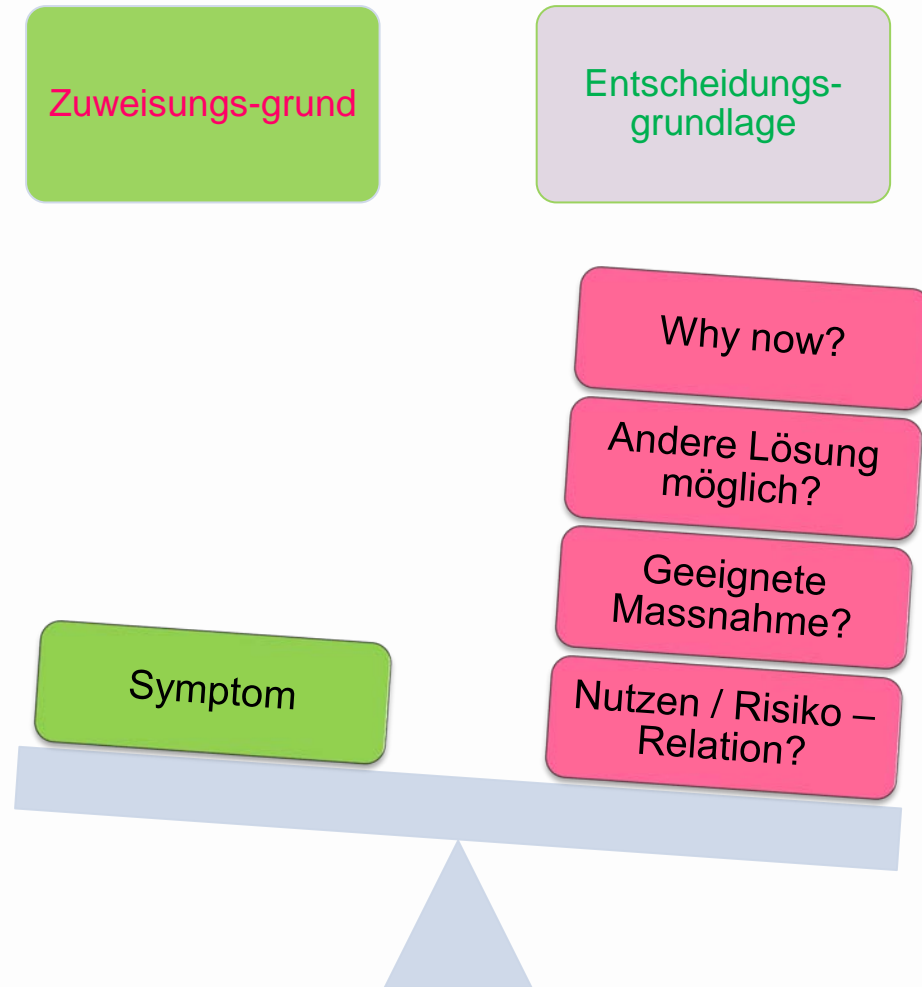 Zuweisungs-grund
Entscheidungs-
grundlage
Why now?
Andere Lösung
möglich?
Geeignete
Massnahme?
Symptom
Nutzen / Risiko –
Relation?